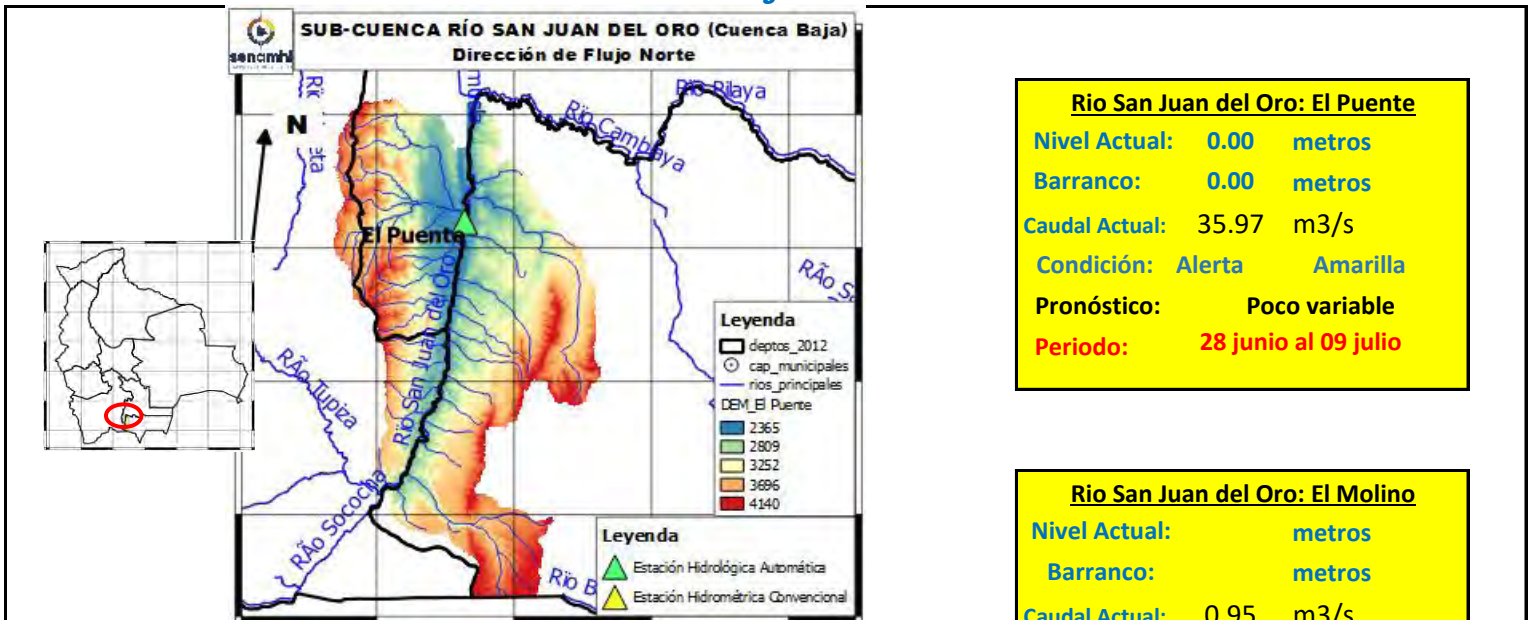 SUB-CUENCA RÍO SAN JUAN DEL ORO (Cuenca Baja)
Dirección de Flujo Norte
senamhi
N
Río Pilaya
Río Camblaya
El Puente
Río San Juan del Oro
RÃo Tupiza
RÃo Sococha
RÃo S
Río B
Leyenda
deptos_2012
cap_municipales
rios_principales
DEM_El Puente
2365
2809
3252
3696
4140
Leyenda
Estación Hidrológica Automática
Estación Hidrométrica Convencional
Rio San Juan del Oro: El Puente
Nivel Actual: 0.00 metros
Barranco: 0.00 metros
Caudal Actual: 35.97 m3/s
Condición: Alerta Amarilla
Pronóstico: Poco variable
Periodo: 28 junio al 09 julio
Rio San Juan del Oro: El Molino
Nivel Actual: metros
Barranco: metros
Caudal Actual: 0.95 m3/s